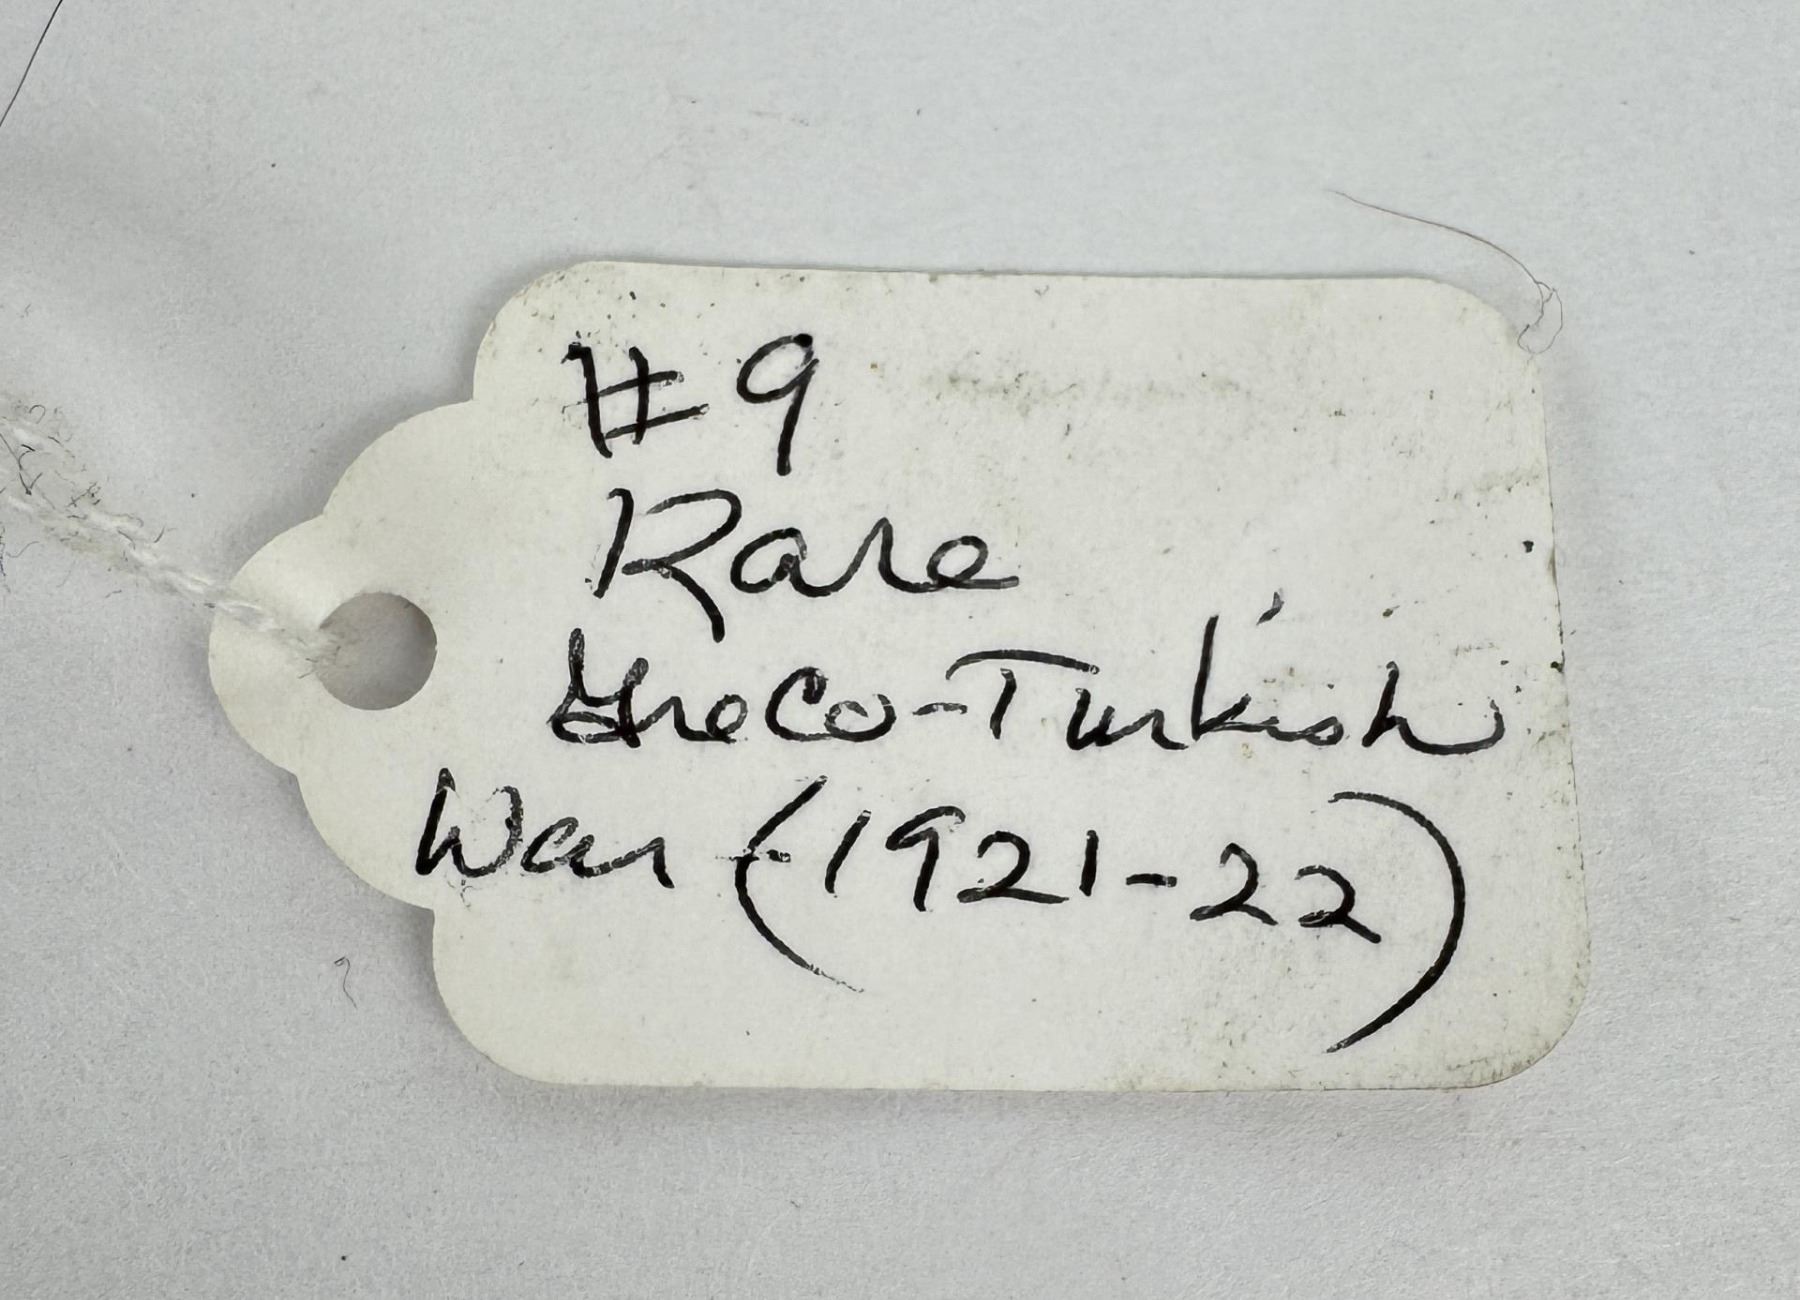 #9
Rare
Greco-Turkish
War (1921-22)